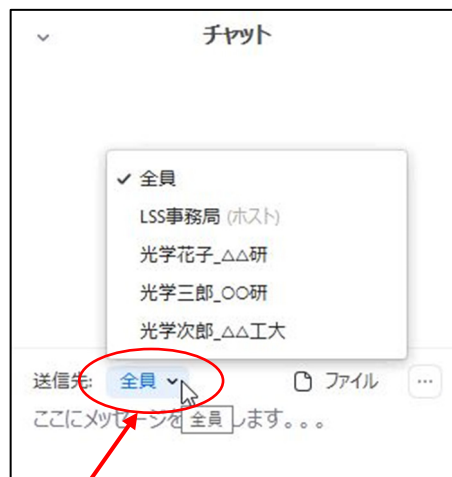 チャット
全員
LSS事務局 (ホスト)
光学花子_△△研
光学三郎_○○研
光学次郎_△△工大
送信先: 全員 ファイル ...
ここにメッセージを 全員 します。。。